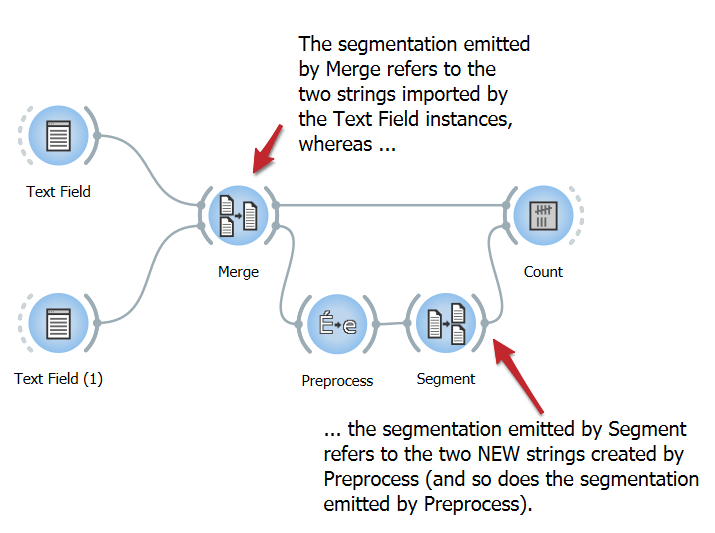 The segmentation emitted
by Merge refers to the
two strings imported by
the Text Field instances,
whereas ...
Text Field
Merge
Count
É e
Text Field (1)
Preprocess
Segment
... the segmentation emitted by Segment
refers to the two NEW strings created by
Preprocess (and so does the segmentation
emitted by Preprocess).